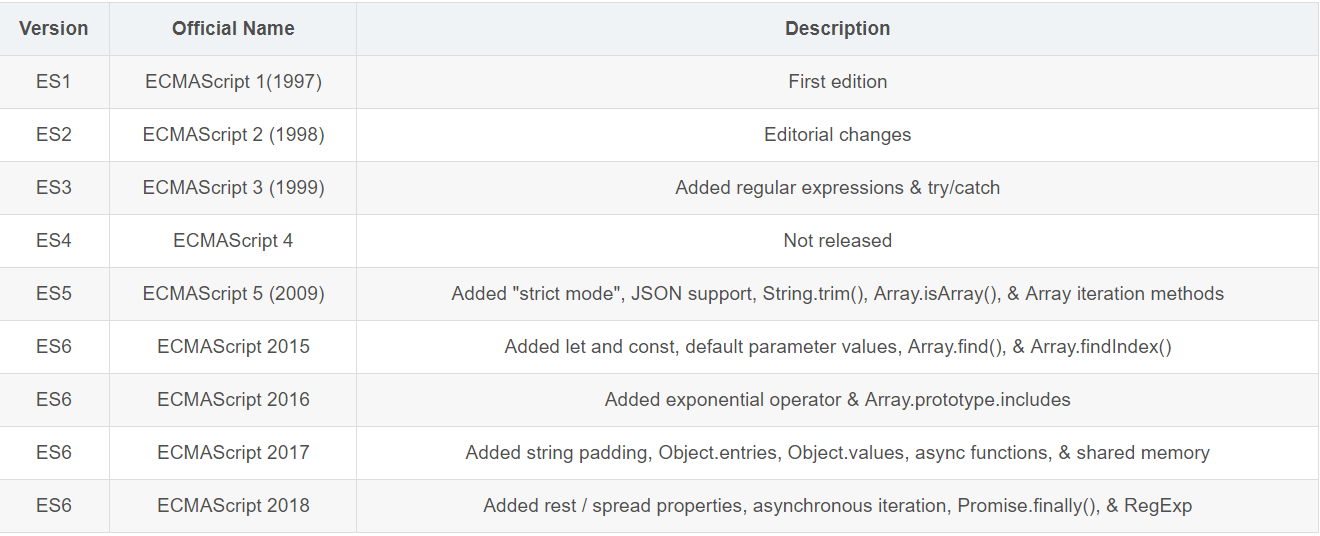 Version Official Name Description
ES1 ECMAScript 1(1997) First edition
ES2 ECMAScript 2 (1998) Editorial changes
ES3 ECMAScript 3 (1999) Added regular expressions & try/catch
ES4 ECMAScript 4 Not released
ES5 ECMAScript 5 (2009) Added "strict mode", JSON support, String.trim(), Array.isArray(), & Array iteration methods
ES6 ECMAScript 2015 Added let and const, default parameter values, Array.find(), & Array.findIndex()
ES6 ECMAScript 2016 Added exponential operator & Array.prototype.includes
ES6 ECMAScript 2017 Added string padding, Object.entries, Object.values, async functions, & shared memory
ES6 ECMAScript 2018 Added rest / spread properties, asynchronous iteration, Promise.finally(), & RegExp